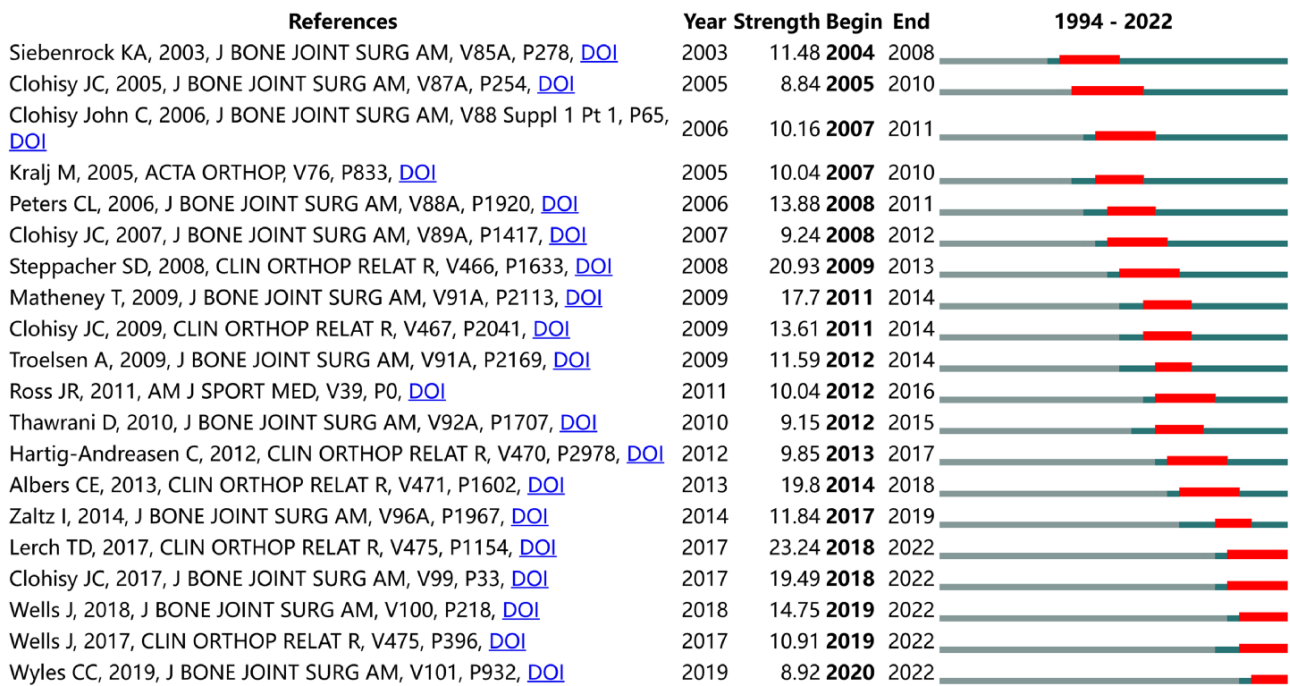 References Year Strength Begin End 1994 - 2022
Siebenrock KA, 2003, J BONE JOINT SURG AM, V85A, P278, DOI 2003 11.48 2004 2008
Clohisy JC, 2005, J BONE JOINT SURG AM, V87A, P254, DOI 2005 8.84 2005 2010
Clohisy John C, 2006, J BONE JOINT SURG AM, V88 Suppl 1 Pt 1, P65,
DOI 2006 10.16 2007 2011
Kralj M, 2005, ACTA ORTHOP, V76, P833, DOI 2005 10.04 2007 2010
Peters CL, 2006, J BONE JOINT SURG AM, V88A, P1920, DOI 2006 13.88 2008 2011
Clohisy JC, 2007, J BONE JOINT SURG AM, V89A, P1417, DOI 2007 9.24 2008 2012
Steppacher SD, 2008, CLIN ORTHOP RELAT R, V466, P1633, DOI 2008 20.93 2009 2013
Matheney T, 2009, J BONE JOINT SURG AM, V91A, P2113, DOI 2009 17.7 2011 2014
Clohisy JC, 2009, CLIN ORTHOP RELAT R, V467, P2041, DOI 2009 13.61 2011 2014
Troelsen A, 2009, J BONE JOINT SURG AM, V91A, P2169, DOI 2009 11.59 2012 2014
Ross JR, 2011, AM J SPORT MED, V39, P0, DOI 2011 10.04 2012 2016
Thawrani D, 2010, J BONE JOINT SURG AM, V92A, P1707, DOI 2010 9.15 2012 2015
Hartig-Andreasen C, 2012, CLIN ORTHOP RELAT R, V470, P2978, DOI 2012 9.85 2013 2017
Albers CE, 2013, CLIN ORTHOP RELAT R, V471, P1602, DOI 2013 19.8 2014 2018
Zaltz I, 2014, J BONE JOINT SURG AM, V96A, P1967, DOI 2014 11.84 2017 2019
Lerch TD, 2017, CLIN ORTHOP RELAT R, V475, P1154, DOI 2017 23.24 2018 2022
Clohisy JC, 2017, J BONE JOINT SURG AM, V99, P33, DOI 2017 19.49 2018 2022
Wells J, 2018, J BONE JOINT SURG AM, V100, P218, DOI 2018 14.75 2019 2022
Wells J, 2017, CLIN ORTHOP RELAT R, V475, P396, DOI 2017 10.91 2019 2022
Wyles CC, 2019, J BONE JOINT SURG AM, V101, P932, DOI 2019 8.92 2020 2022